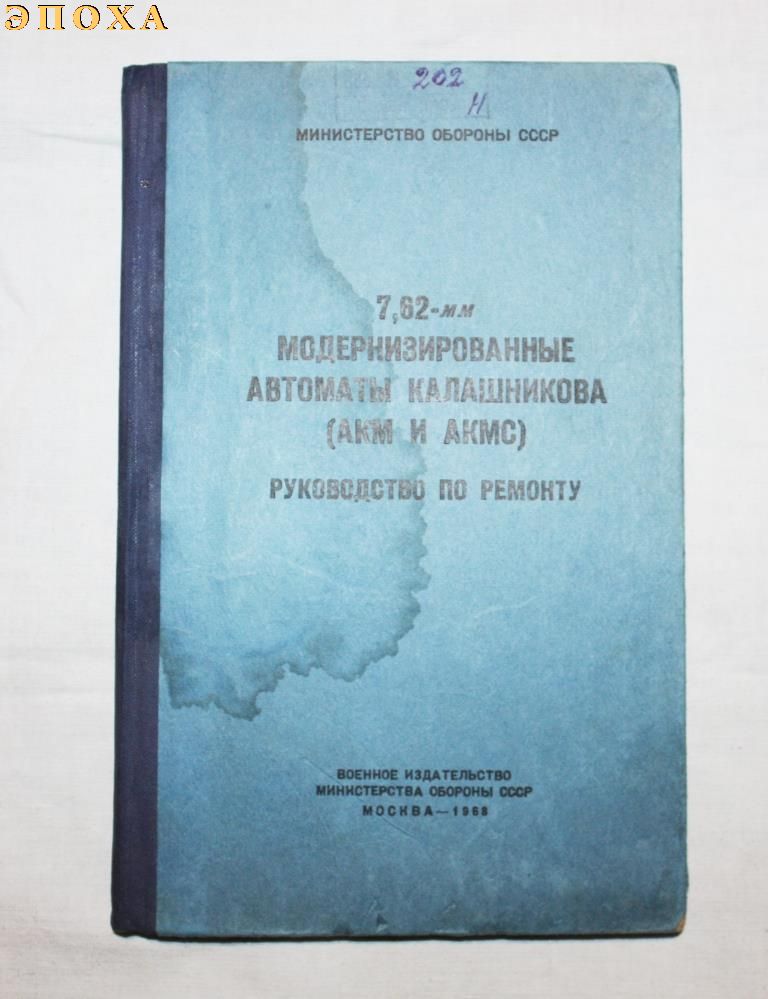 ЭПОХА
202
Н
МИНИСТЕРСТВО ОБОРОНЫ СССР
7,62-мм
МОДЕРНИЗИРОВАННЫЕ
АВТОМАТЫ КАЛАШНИКОВА
(АКМ И АКМС)
РУКОВОДСТВО ПО РЕМОНТУ
ВОЕННОЕ ИЗДАТЕЛЬСТВО
МИНИСТЕРСТВА ОБОРОНЫ СССР
МОСКВА—1968